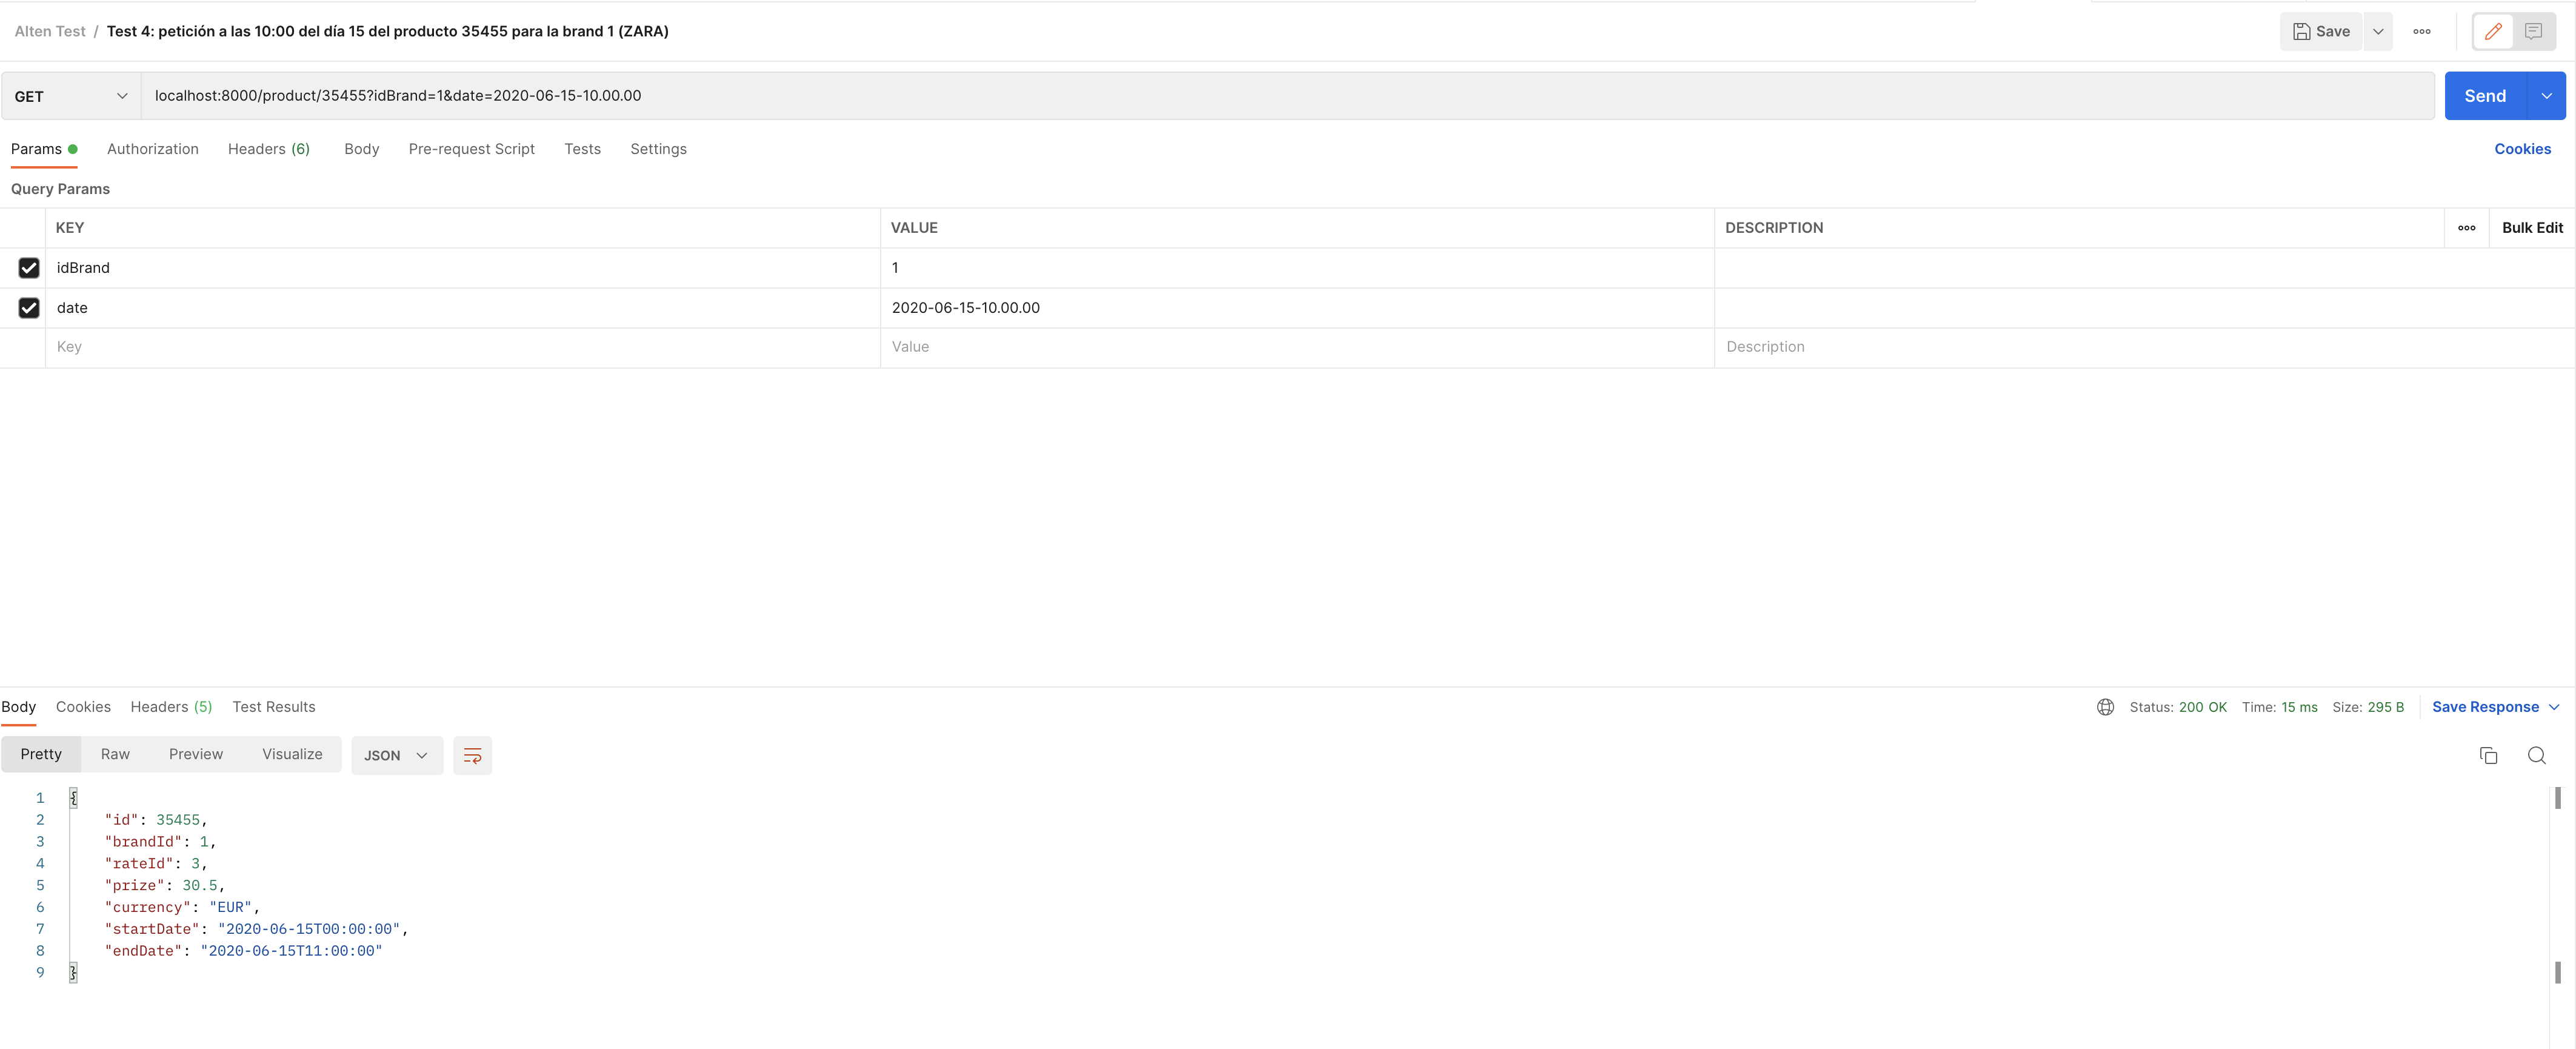 Alten Test / Test 4: petición a las 10:00 del día 15 del producto 35455 para la brand 1 (ZARA)
Save
GET localhost:8000/product/35455?idBrand=1&date=2020-06-15-10.00.00 Send
Params Authorization Headers (6) Body Pre-request Script Tests Settings Cookies
Query Params
KEY VALUE DESCRIPTION Bulk Edit
idBrand 1
date 2020-06-15-10.00.00
Key Value Description
Body Cookies Headers (5) Test Results Status: 200 OK Time: 15 ms Size: 295 B Save Response
Pretty Raw Preview Visualize JSON
1 {
2 "id": 35455,
3 "brandId": 1,
4 "rateId": 3,
5 "prize": 30.5,
6 "currency": "EUR",
7 "startDate": "2020-06-15T00:00:00",
8 "endDate": "2020-06-15T11:00:00"
9 }